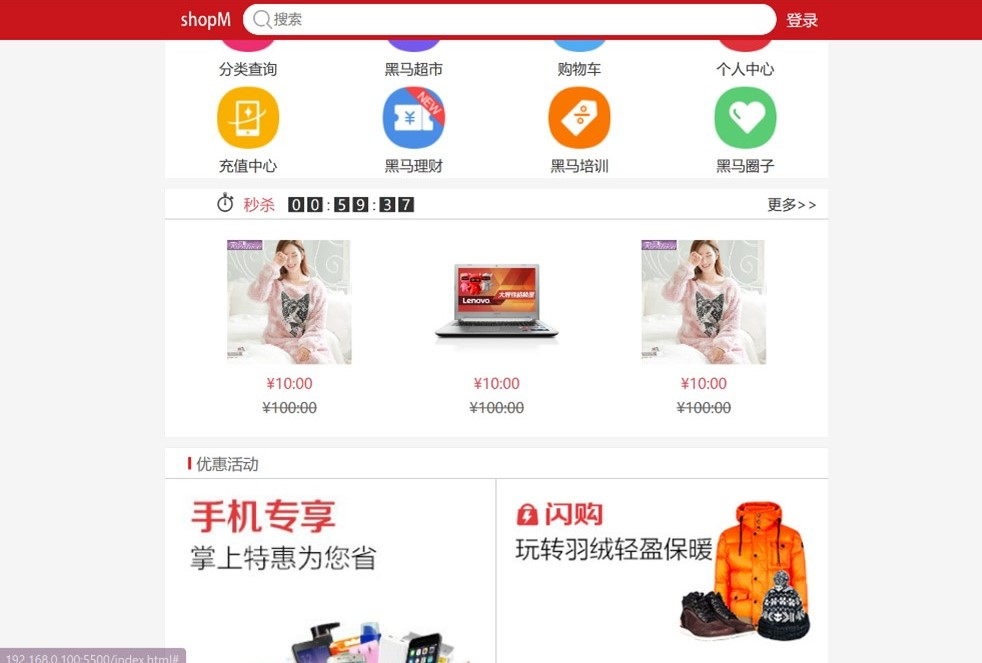 shopM 搜索 登录
分类查询 黑马超市 购物车 个人中心
NEW
充值中心 黑马理财 黑马培训 黑马圈子
秒杀 00:59:37 更多>>
Lenovo
¥10:00 ¥10:00 ¥10:00
¥100:00 ¥100:00 ¥100:00
优惠活动
手机专享 闪购
掌上特惠为您省 玩转羽绒轻盈保暖
192.168.0.100:5500/index.html#